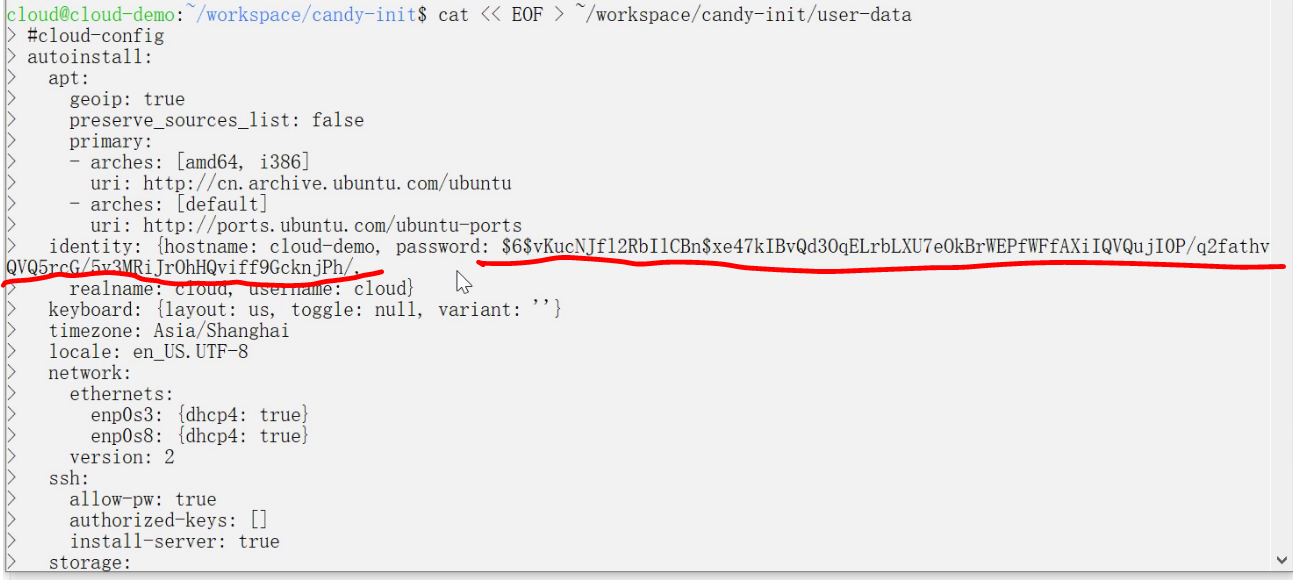 cloud@cloud-demo:~/workspace/candy-init$ cat << EOF > ~/workspace/candy-init/user-data
> #cloud-config
> autoinstall:
>   apt:
>     geoip: true
>     preserve_sources_list: false
>     primary:
>     - arches: [amd64, i386]
>       uri: http://cn.archive.ubuntu.com/ubuntu
>     - arches: [default]
>       uri: http://ports.ubuntu.com/ubuntu-ports
>   identity: {hostname: cloud-demo, password: $6$vKucNJfl2RbIlCBn$xe47kIBvQd3OqELrbLXU7eOkBrWEPfWFfAXiIQVQujI0P/q2fathv
QVQ5rcG/5v3MRiJrOhHQviff9GcknjPh/,
>     realname: cloud, username: cloud}
>   keyboard: {layout: us, toggle: null, variant: ''}
>   timezone: Asia/Shanghai
>   locale: en_US.UTF-8
>   network:
>     ethernets:
>       enp0s3: {dhcp4: true}
>       enp0s8: {dhcp4: true}
>     version: 2
>   ssh:
>     allow-pw: true
>     authorized-keys: []
>     install-server: true
>   storage: